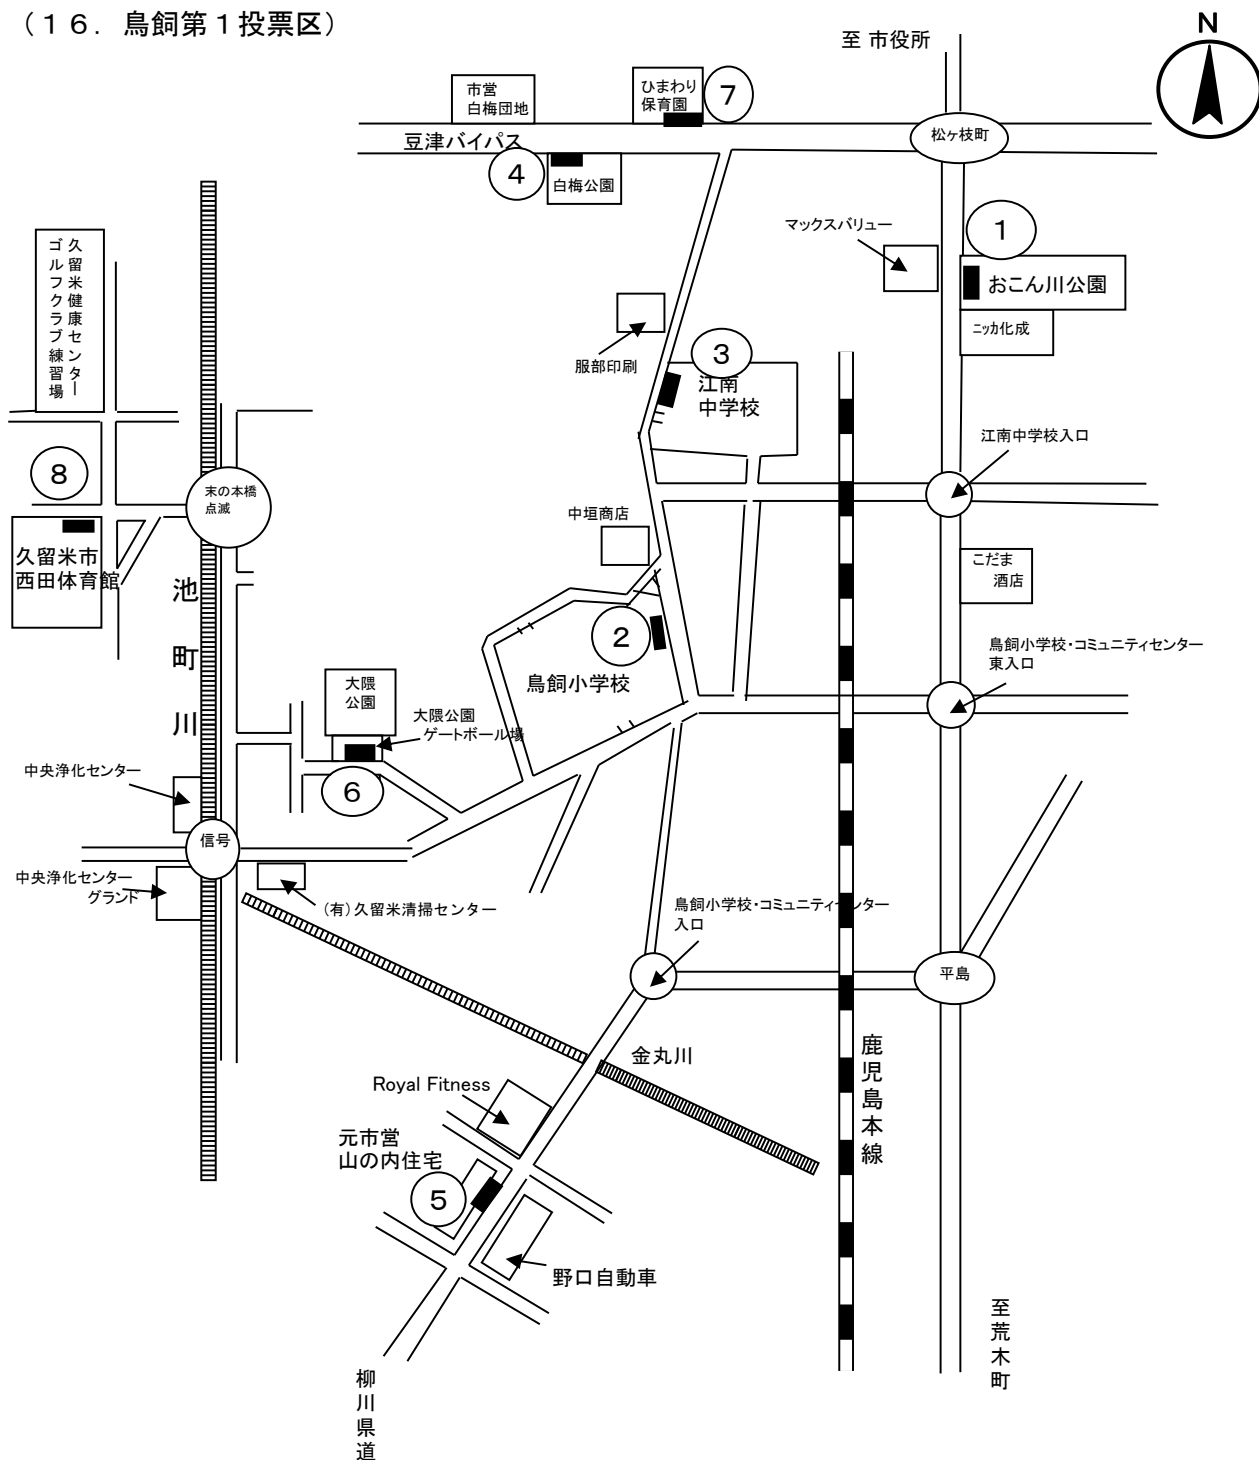 （１６．鳥飼第１投票区）
N
至 市役所
市営
白梅団地
ひまわり
保育園
7
豆津バイパス
松ヶ枝町
4
白梅公園
1
マックスバリュー
おこん川公園
ニッカ化成
久留米健康センター
ゴルフクラブ練習場
服部印刷
3
江南
中学校
江南中学校入口
8
末の本橋
点滅
中垣商店
久留米市
西田体育館
こだま
酒店
池町川
2
鳥飼小学校
鳥飼小学校・コミュニティセンター
東入口
大隈
公園
大隈公園
ゲートボール場
中央浄化センター
6
信号
中央浄化センター
グランド
(有)久留米清掃センター
鳥飼小学校・コミュニティセンター
入口
平島
金丸川
鹿児島本線
Royal Fitness
元市営
山の内住宅
5
野口自動車
至荒木町
柳川県道